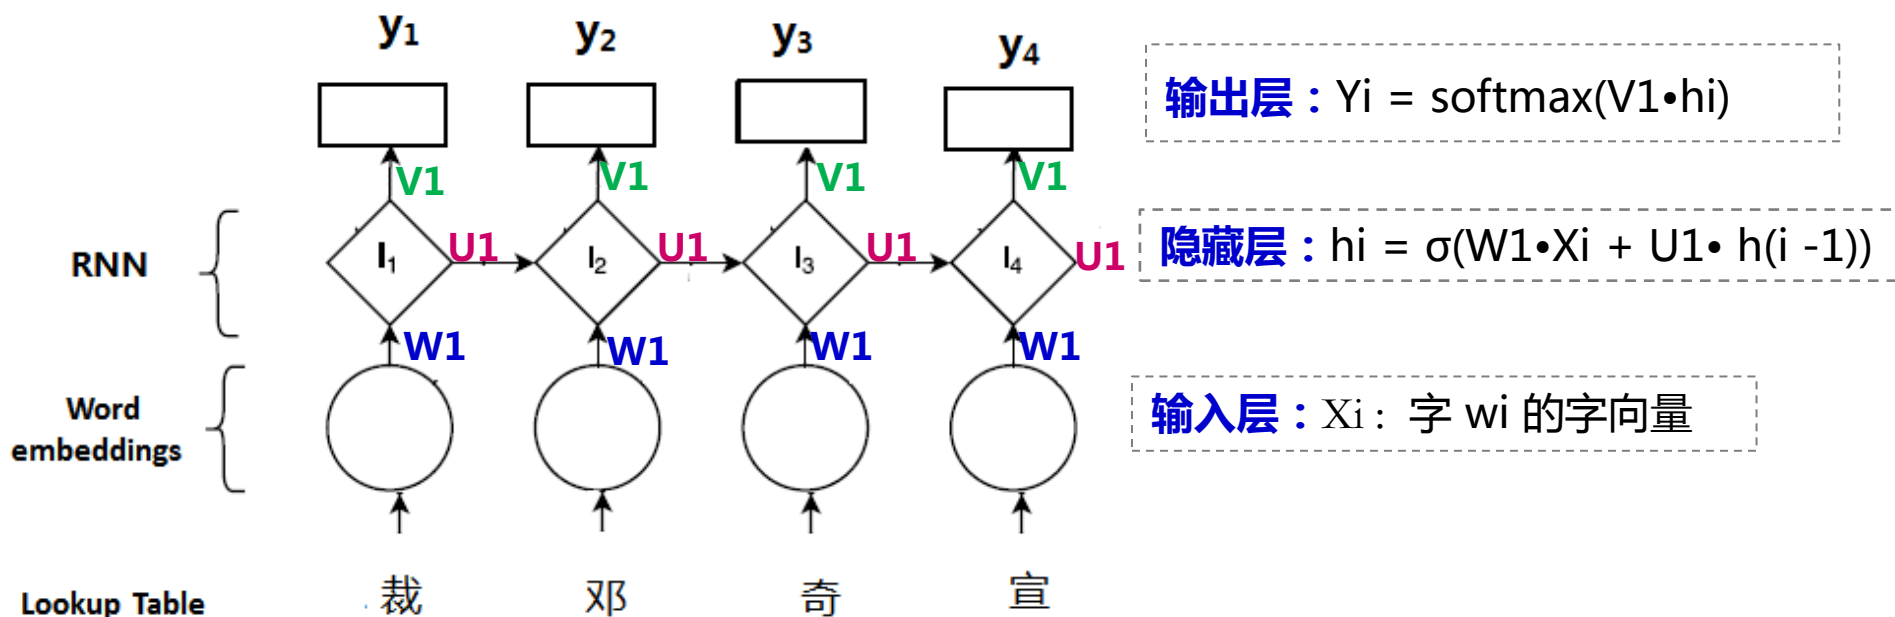 y1 y2 y3 y4
输出层：Yi = softmax(V1•hi)
V1 V1 V1 V1
RNN I1 U1 I2 U1 I3 U1 I4 U1
隐藏层：hi = σ(W1•Xi + U1• h(i -1))
W1 W1 W1 W1
Word
embeddings
输入层：Xi：字 wi 的字向量
Lookup Table 裁 邓 奇 宣